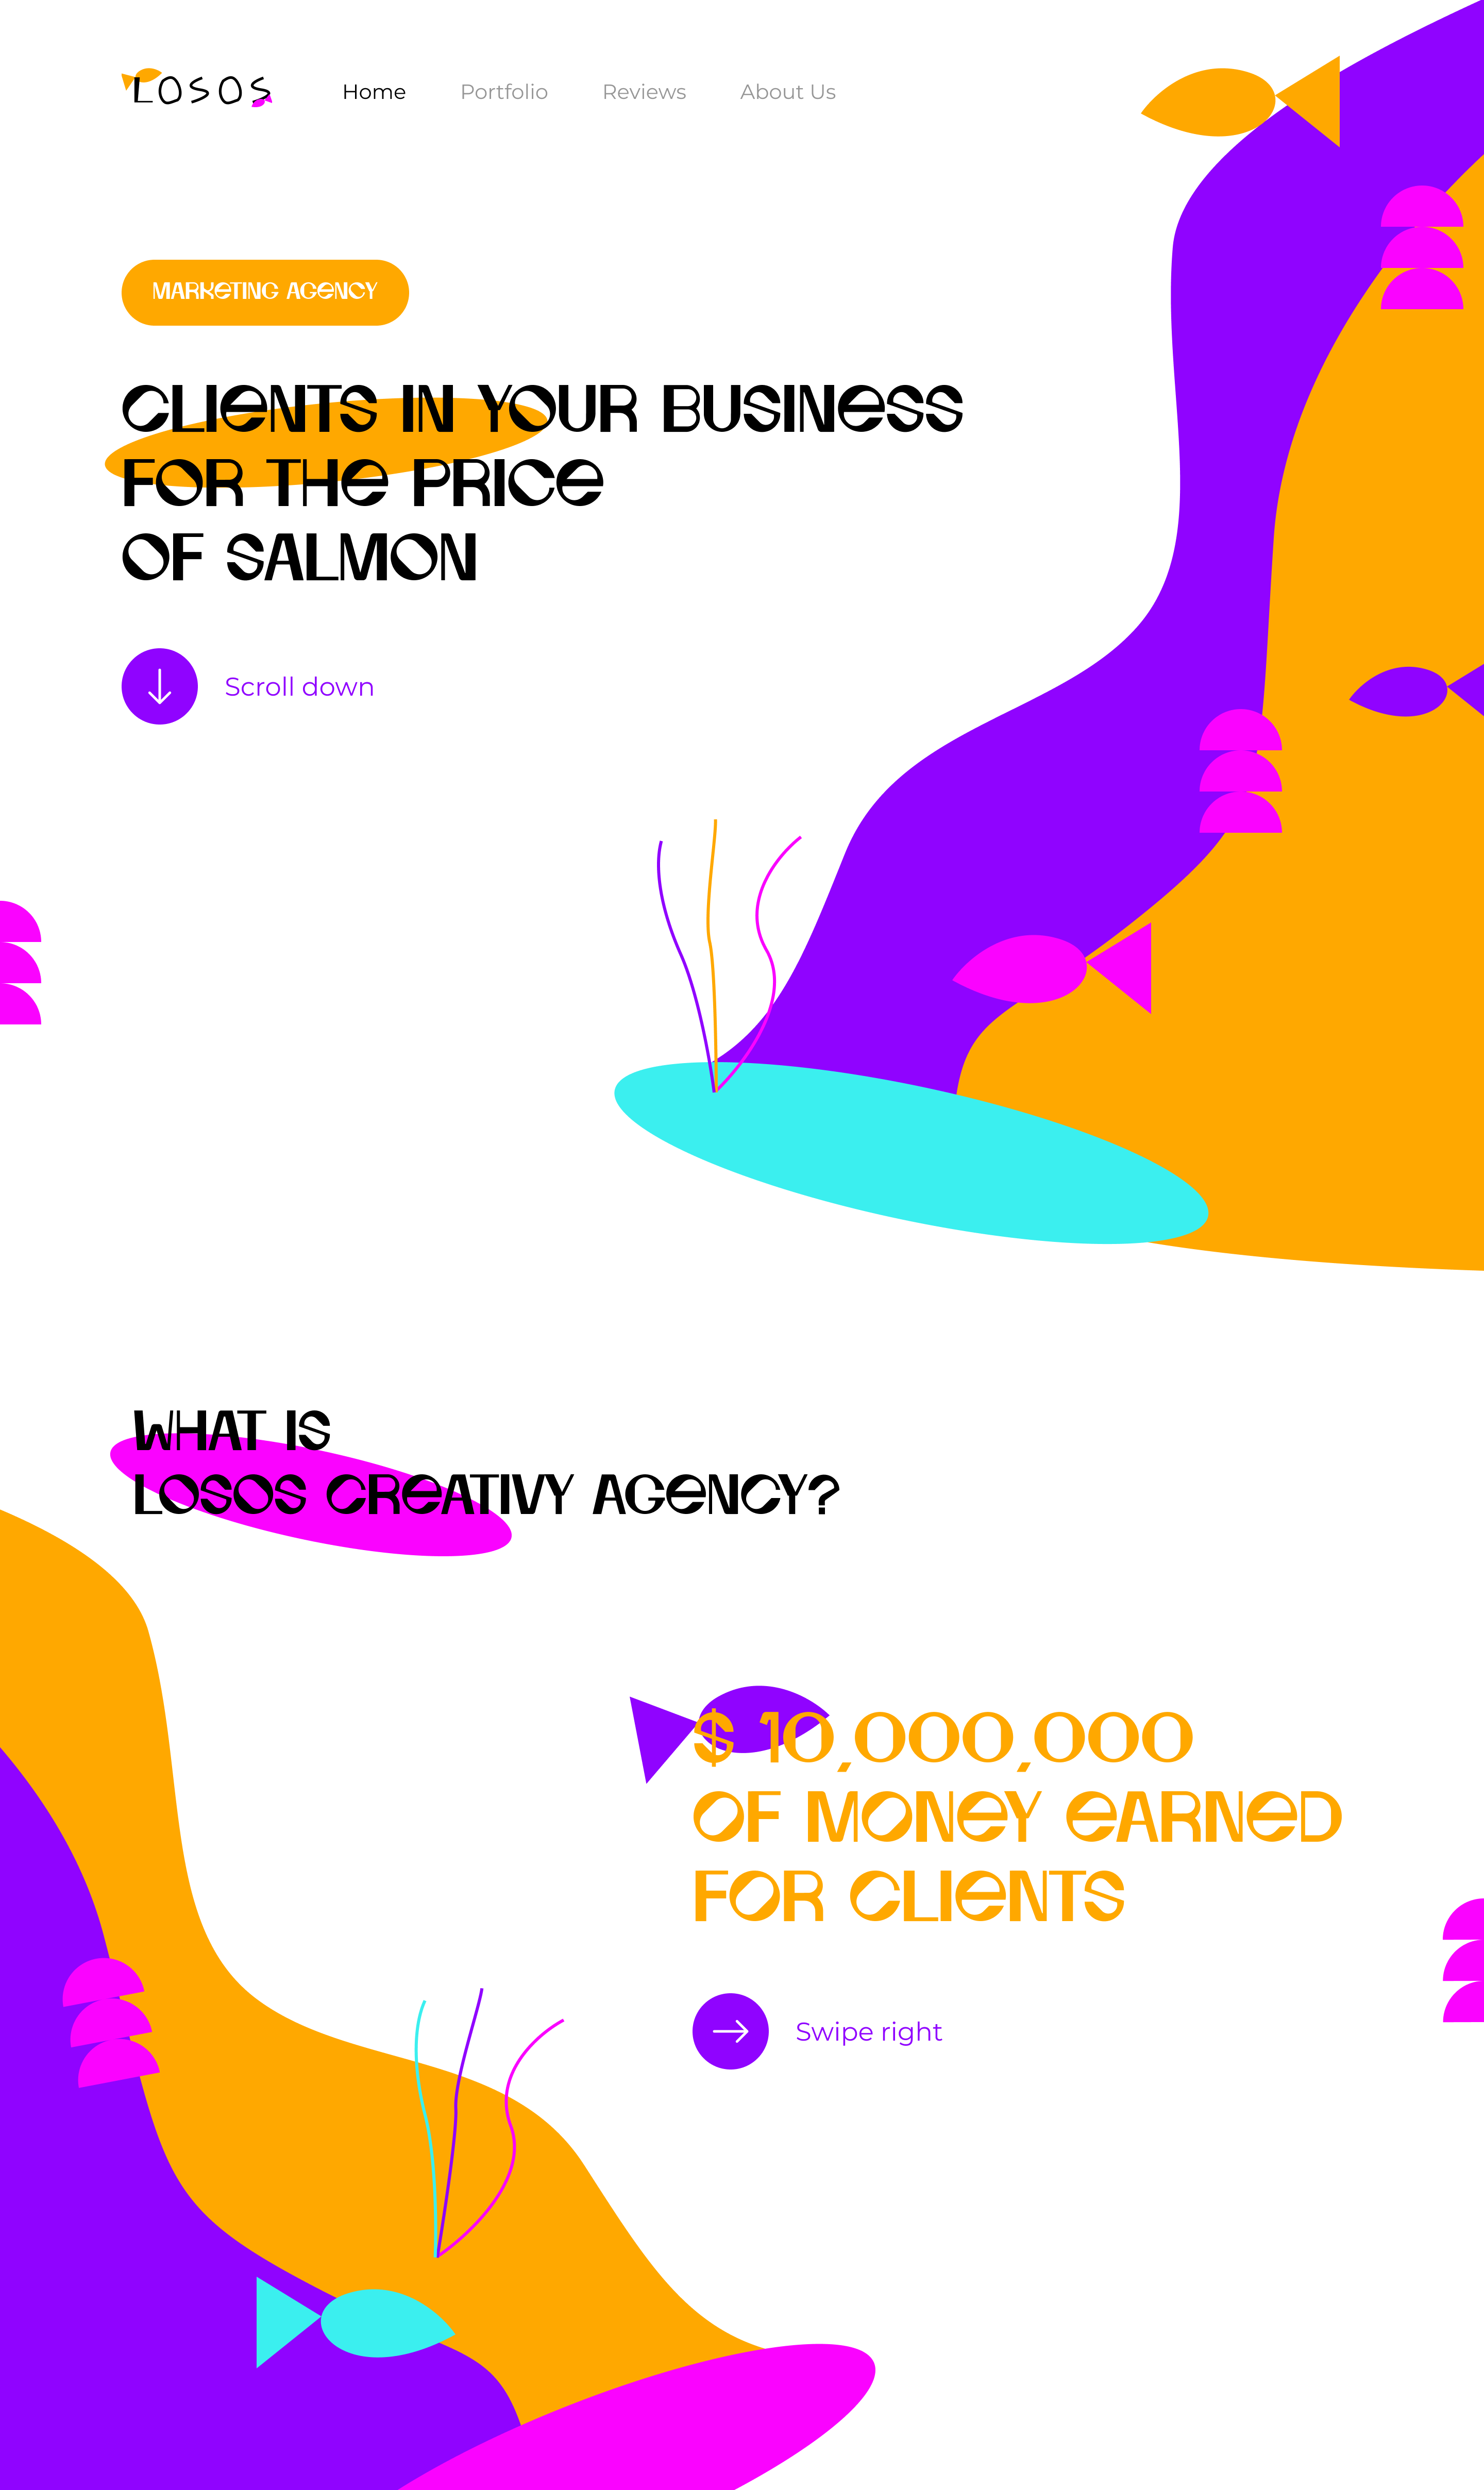 LOSOS
Home Portfolio Reviews About Us
MARKeTING AGeNCY
CLIeNTS IN YOUR BUSINeSS
FOR THe PRICe
OF SALMON
Scroll down
WHAT IS
LOSOS CReATIVY AGeNCY?
$ 10,000,000
OF MONeY eARNeD
FOR CLIeNTS
Swipe right